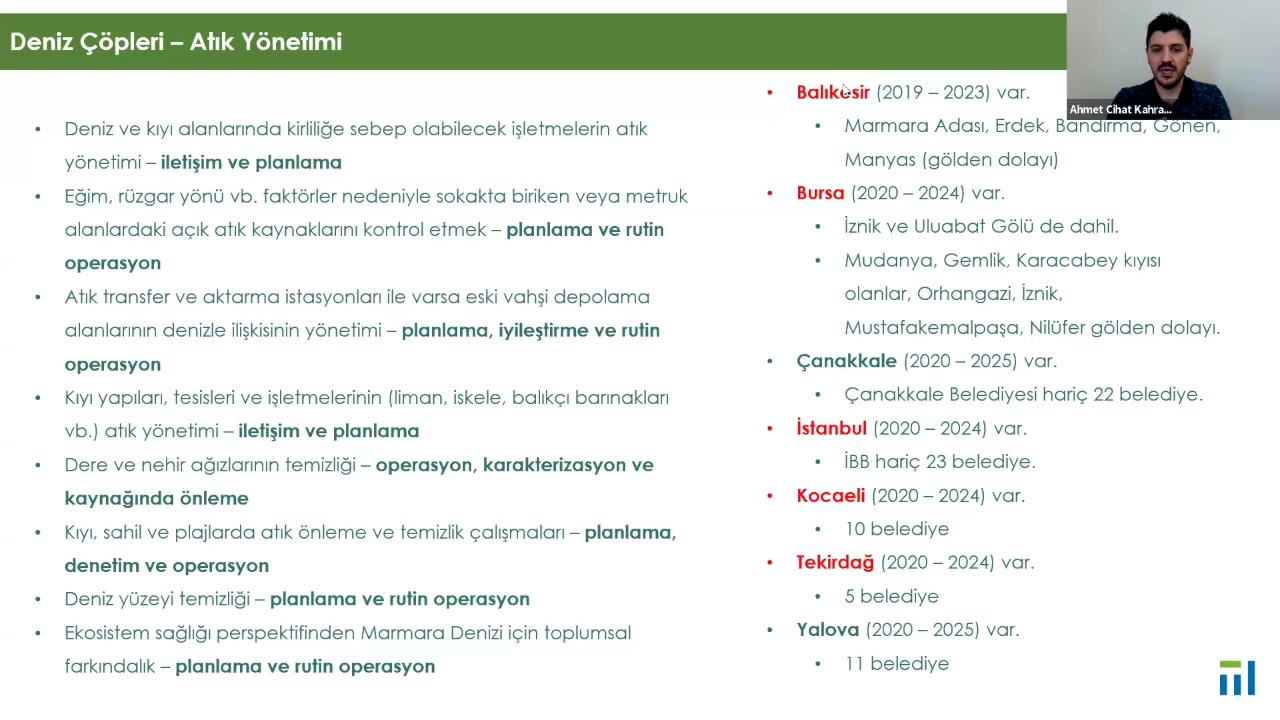 Deniz Çöpleri – Atık Yönetimi
Ahmet Cihat Kahra...
• Deniz ve kıyı alanlarında kirliliğe sebep olabilecek işletmelerin atık
yönetimi – iletişim ve planlama
• Eğim, rüzgar yönü vb. faktörler nedeniyle sokakta biriken veya metruk
alanlardaki açık atık kaynaklarını kontrol etmek – planlama ve rutin
operasyon
• Atık transfer ve aktarma istasyonları ile varsa eski vahşi depolama
alanlarının denizle ilişkisinin yönetimi – planlama, iyileştirme ve rutin
operasyon
• Kıyı yapıları, tesisleri ve işletmelerinin (liman, iskele, balıkçı barınakları
vb.) atık yönetimi – iletişim ve planlama
• Dere ve nehir ağızlarının temizliği – operasyon, karakterizasyon ve
kaynağında önleme
• Kıyı, sahil ve plajlarda atık önleme ve temizlik çalışmaları – planlama,
denetim ve operasyon
• Deniz yüzeyi temizliği – planlama ve rutin operasyon
• Ekosistem sağlığı perspektifinden Marmara Denizi için toplumsal
farkındalık – planlama ve rutin operasyon
• Balıkesir (2019 – 2023) var.
• Marmara Adası, Erdek, Bandırma, Gönen,
Manyas (gölden dolayı)
• Bursa (2020 – 2024) var.
• İznik ve Uluabat Gölü de dahil.
• Mudanya, Gemlik, Karacabey kıyısı
olanlar, Orhangazi, İznik,
Mustafakemalpaşa, Nilüfer gölden dolayı.
• Çanakkale (2020 – 2025) var.
• Çanakkale Belediyesi hariç 22 belediye.
• İstanbul (2020 – 2024) var.
• İBB hariç 23 belediye.
• Kocaeli (2020 – 2024) var.
• 10 belediye
• Tekirdağ (2020 – 2024) var.
• 5 belediye
• Yalova (2020 – 2025) var.
• 11 belediye